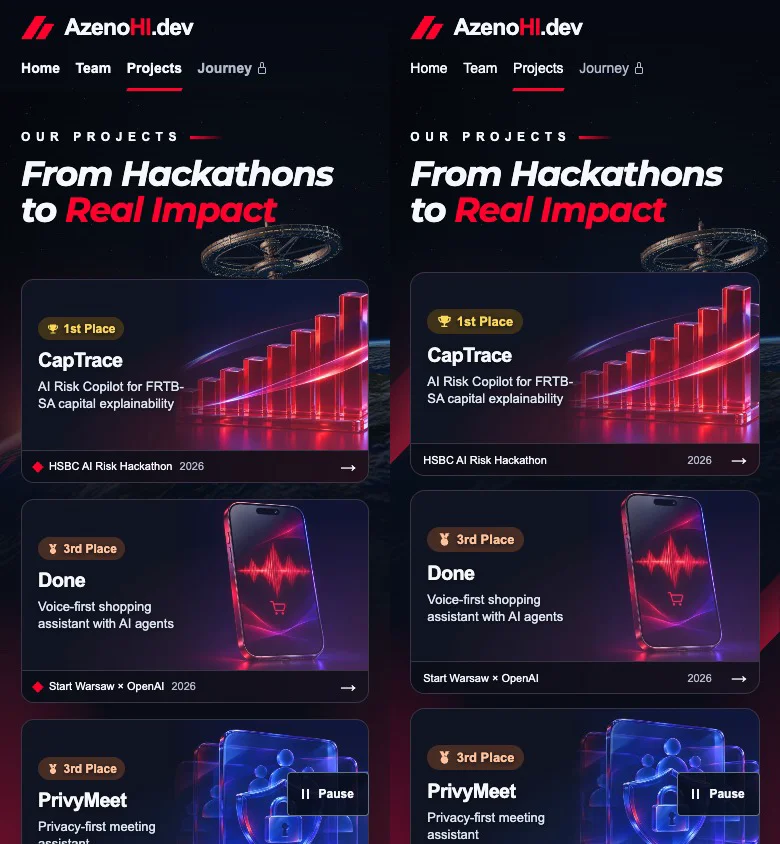 AzenoHI.dev
Home Team Projects Journey
OUR PROJECTS
From Hackathons
to Real Impact
1st Place
CapTrace
AI Risk Copilot for FRTB-
SA capital explainability
HSBC AI Risk Hackathon 2026 →
3rd Place
Done
Voice-first shopping
assistant with AI agents
Start Warsaw × OpenAI 2026 →
3rd Place
PrivyMeet
Privacy-first meeting
assistant
Pause
AzenoHI.dev
Home Team Projects Journey
OUR PROJECTS
From Hackathons
to Real Impact
1st Place
CapTrace
AI Risk Copilot for FRTB-
SA capital explainability
HSBC AI Risk Hackathon 2026 →
3rd Place
Done
Voice-first shopping
assistant with AI agents
Start Warsaw × OpenAI 2026 →
3rd Place
PrivyMeet
Privacy-first meeting
assistant
Pause